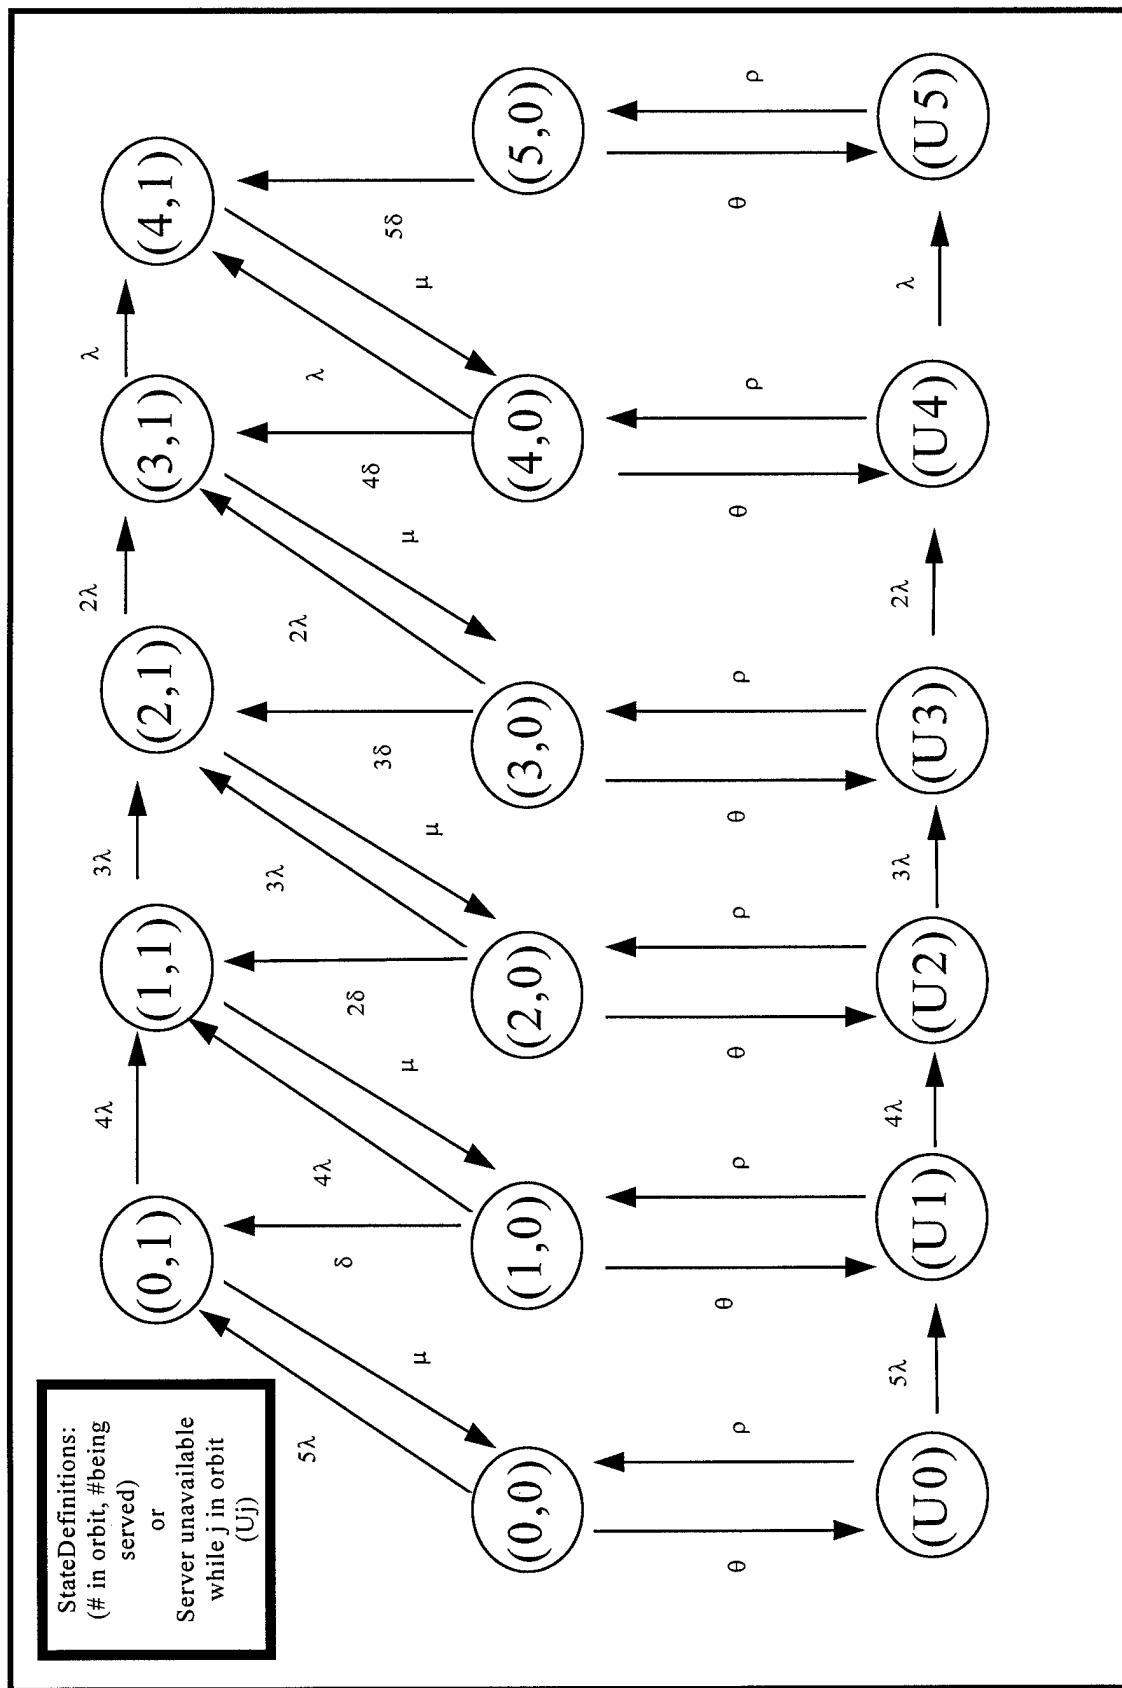 StateDefinitions:
(# in orbit, #being
served)
or
Server unavailable
while j in orbit
(Uj)
4λ
3λ
2λ
λ
(0,1)
(1,1)
(2,1)
(3,1)
(4,1)
5λ
μ
δ
4λ
μ
2δ
3λ
μ
3δ
2λ
μ
4δ
λ
μ
5δ
(0,0)
(1,0)
(2,0)
(3,0)
(4,0)
(5,0)
θ
ρ
θ
ρ
θ
ρ
θ
ρ
θ
ρ
θ
ρ
5λ
4λ
3λ
2λ
λ
(U0)
(U1)
(U2)
(U3)
(U4)
(U5)